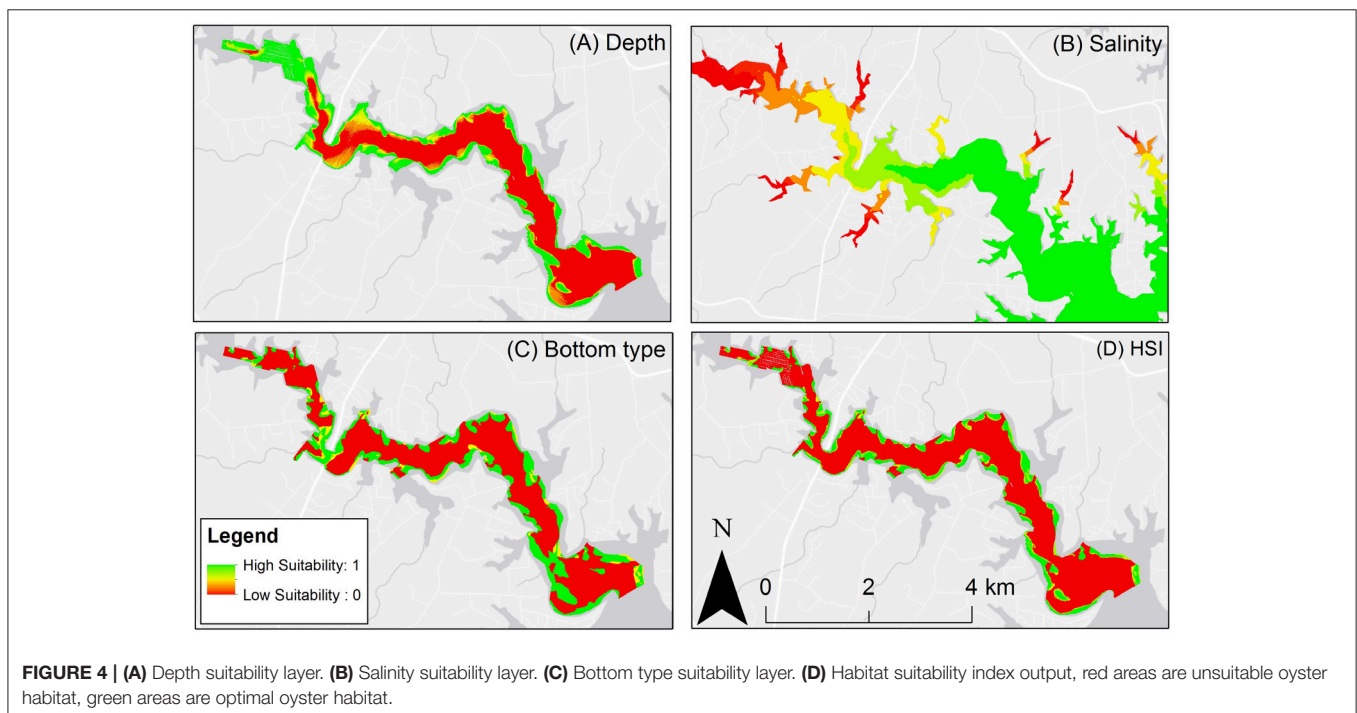 (A) Depth
(B) Salinity
(C) Bottom type
Legend
High Suitability: 1
Low Suitability : 0
(D) HSI
N
0 2 4 km
FIGURE 4 | (A) Depth suitability layer. (B) Salinity suitability layer. (C) Bottom type suitability layer. (D) Habitat suitability index output, red areas are unsuitable oyster
habitat, green areas are optimal oyster habitat.